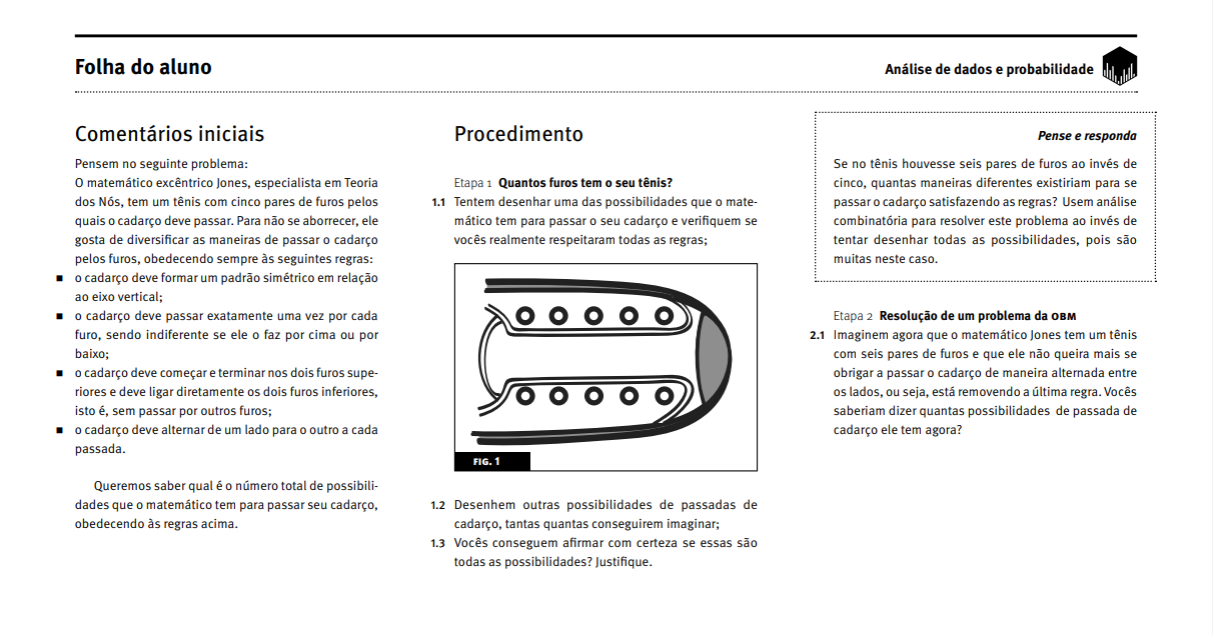 Folha do aluno
Análise de dados e probabilidade
Comentários iniciais
Pensem no seguinte problema:
O matemático excêntrico Jones, especialista em Teoria
dos Nós, tem um tênis com cinco pares de furos pelos
quais o cadarço deve passar. Para não se aborrecer, ele
gosta de diversificar as maneiras de passar o cadarço
pelos furos, obedecendo sempre às seguintes regras:
■ o cadarço deve formar um padrão simétrico em relação
ao eixo vertical;
■ o cadarço deve passar exatamente uma vez por cada
furo, sendo indiferente se ele o faz por cima ou por
baixo;
■ o cadarço deve começar e terminar nos dois furos supe-
riores e deve ligar diretamente os dois furos inferiores,
isto é, sem passar por outros furos;
■ o cadarço deve alternar de um lado para o outro a cada
passada.
Queremos saber qual é o número total de possibili-
dades que o matemático tem para passar seu cadarço,
obedecendo às regras acima.
Procedimento
Etapa 1 Quantos furos tem o seu tênis?
1.1 Tentem desenhar uma das possibilidades que o mate-
mático tem para passar o seu cadarço e verifiquem se
vocês realmente respeitaram todas as regras;
FIG. 1
1.2 Desenhem outras possibilidades de passadas de
cadarço, tantas quantas conseguirem imaginar;
1.3 Vocês conseguem afirmar com certeza se essas são
todas as possibilidades? Justifique.
Pense e responda
Se no tênis houvesse seis pares de furos ao invés de
cinco, quantas maneiras diferentes existiriam para se
passar o cadarço satisfazendo as regras? Usem análise
combinatória para resolver este problema ao invés de
tentar desenhar todas as possibilidades, pois são
muitas neste caso.
Etapa 2 Resolução de um problema da OBM
2.1 Imaginem agora que o matemático Jones tem um tênis
com seis pares de furos e que ele não queira mais se
obrigar a passar o cadarço de maneira alternada entre
os lados, ou seja, está removendo a última regra. Vocês
saberiam dizer quantas possibilidades de passada de
cadarço ele tem agora?